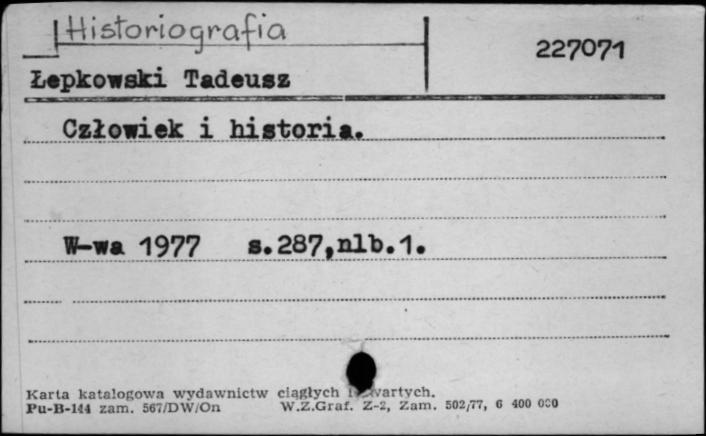 Historiografia
227071
Łepkowski Tadeusz
Człowiek i historia.
W-wa 1977 s.287,nlb.1.
Karta katalogowa wydawnictw ciągłych
Pu-B-144 zam. 567/DW/On W.Z.Graf. Z-2, Zam. 502/77, 6 400 000